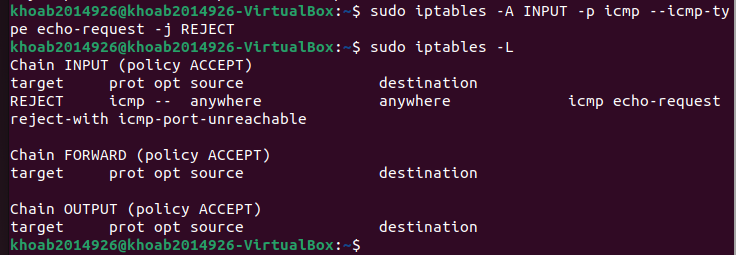 khoab2014926@khoab2014926-VirtualBox:~$ sudo iptables -A INPUT -p icmp --icmp-ty
pe echo-request -j REJECT
khoab2014926@khoab2014926-VirtualBox:~$ sudo iptables -L
Chain INPUT (policy ACCEPT)
target     prot opt source               destination
REJECT     icmp --  anywhere             anywhere             icmp echo-request
reject-with icmp-port-unreachable

Chain FORWARD (policy ACCEPT)
target     prot opt source               destination

Chain OUTPUT (policy ACCEPT)
target     prot opt source               destination
khoab2014926@khoab2014926-VirtualBox:~$